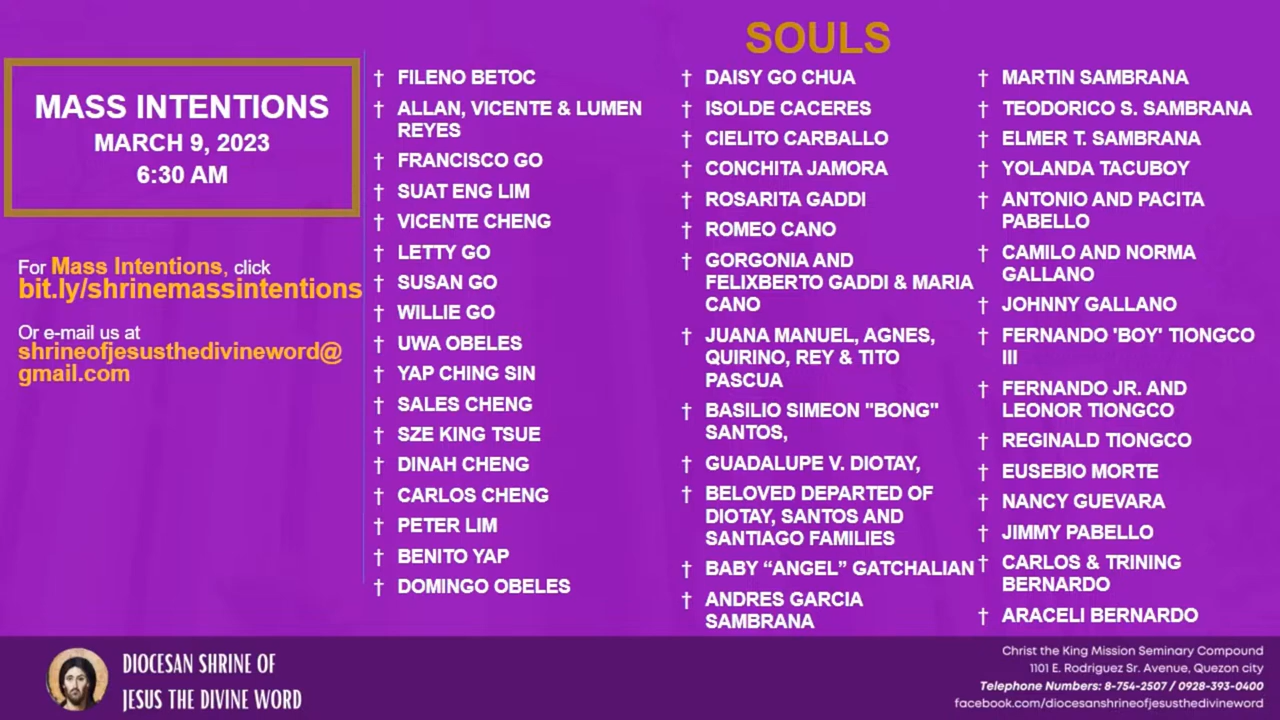 SOULS
MASS INTENTIONS
MARCH 9, 2023
6:30 AM
For Mass Intentions, click
bit.ly/shrinemassintentions
Or e-mail us at
shrineofjesusthedivineword@
gmail.com
† FILENO BETOC
† ALLAN, VICENTE & LUMEN
REYES
† FRANCISCO GO
† SUAT ENG LIM
† VICENTE CHENG
† LETTY GO
† SUSAN GO
† WILLIE GO
† UWA OBELES
† YAP CHING SIN
† SALES CHENG
† SZE KING TSUE
† DINAH CHENG
† CARLOS CHENG
† PETER LIM
† BENITO YAP
† DOMINGO OBELES
† DAISY GO CHUA
† ISOLDE CACERES
† CIELITO CARBALLO
† CONCHITA JAMORA
† ROSARITA GADDI
† ROMEO CANO
† GORGONIA AND
FELIXBERTO GADDI & MARIA
CANO
† JUANA MANUEL, AGNES,
QUIRINO, REY & TITO
PASCUA
† BASILIO SIMEON "BONG"
SANTOS,
† GUADALUPE V. DIOTAY,
† BELOVED DEPARTED OF
DIOTAY, SANTOS AND
SANTIAGO FAMILIES
† BABY “ANGEL” GATCHALIAN
† ANDRES GARCIA
SAMBRANA
† MARTIN SAMBRANA
† TEODORICO S. SAMBRANA
† ELMER T. SAMBRANA
† YOLANDA TACUBOY
† ANTONIO AND PACITA
PABELLO
† CAMILO AND NORMA
GALLANO
† JOHNNY GALLANO
† FERNANDO 'BOY' TIONGCO
III
† FERNANDO JR. AND
LEONOR TIONGCO
† REGINALD TIONGCO
† EUSEBIO MORTE
† NANCY GUEVARA
† JIMMY PABELLO
† CARLOS & TRINING
BERNARDO
† ARACELI BERNARDO
DIOCESAN SHRINE OF
JESUS THE DIVINE WORD
Christ the King Mission Seminary Compound
1101 E. Rodriguez Sr. Avenue, Quezon city
Telephone Numbers: 8-754-2507 / 0928-393-0400
facebook.com/diocesanshrineofjesusthedivineword